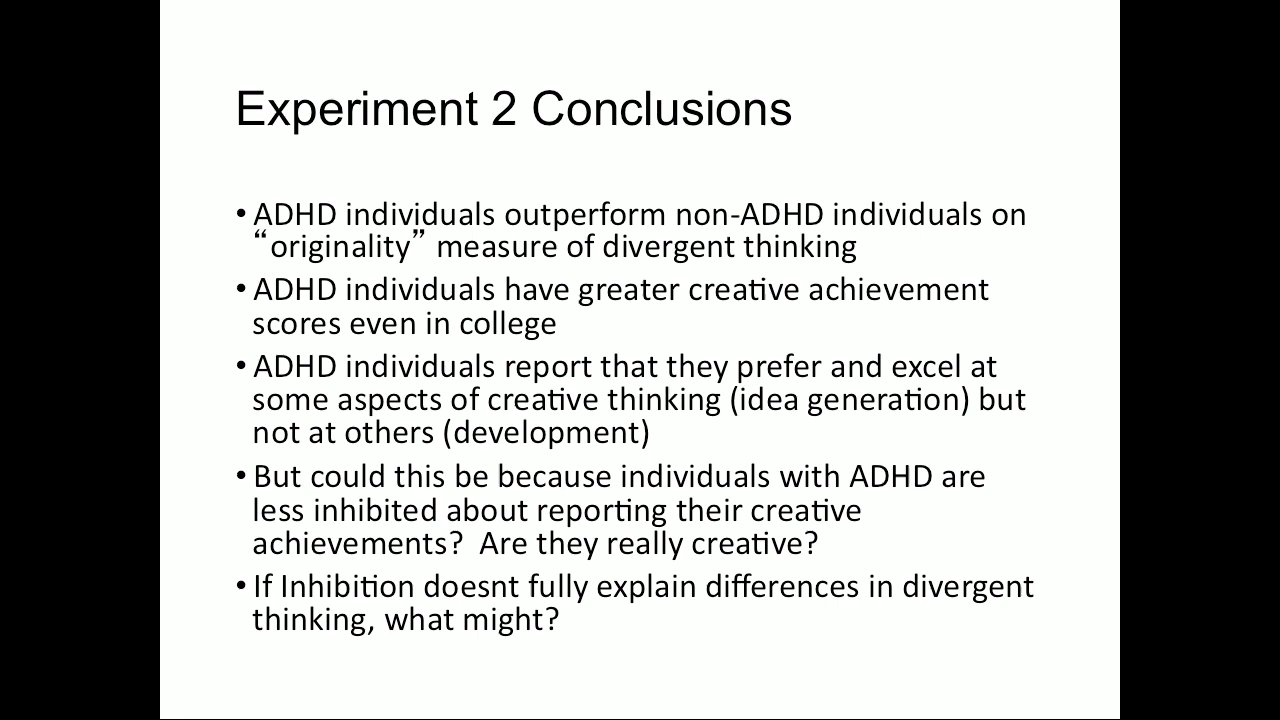 Experiment 2 Conclusions
• ADHD individuals outperform non-ADHD individuals on
“originality” measure of divergent thinking
• ADHD individuals have greater creative achievement
scores even in college
• ADHD individuals report that they prefer and excel at
some aspects of creative thinking (idea generation) but
not at others (development)
• But could this be because individuals with ADHD are
less inhibited about reporting their creative
achievements?  Are they really creative?
• If Inhibition doesnt fully explain differences in divergent
thinking, what might?